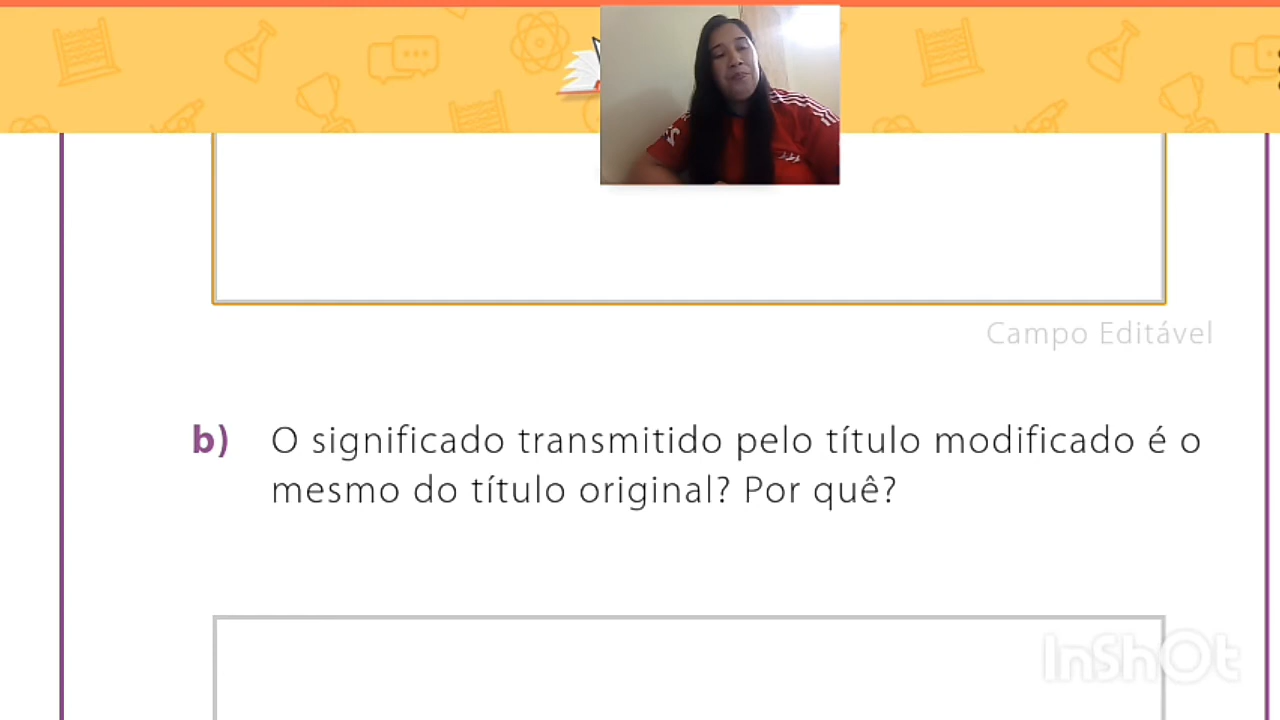 Campo Editável
b) O significado transmitido pelo título modificado é o
mesmo do título original? Por quê?
InShOt